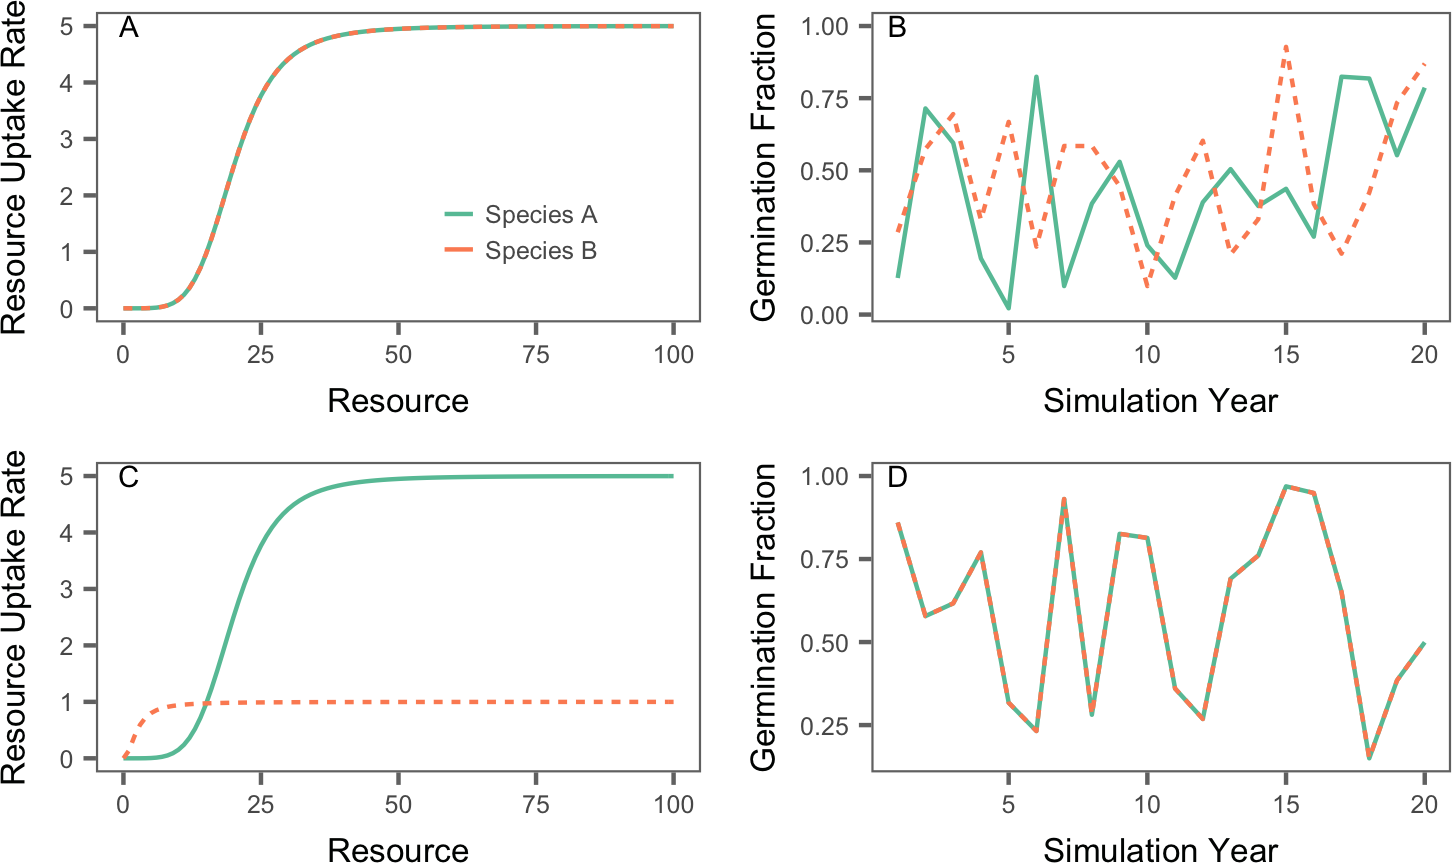 A
Resource Uptake Rate
5
4
3
2
1
0
Species A
Species B
0 25 50 75 100
Resource
B
Germination Fraction
1.00
0.75
0.50
0.25
0.00
5 10 15 20
Simulation Year
C
Resource Uptake Rate
5
4
3
2
1
0
0 25 50 75 100
Resource
D
Germination Fraction
1.00
0.75
0.50
0.25
5 10 15 20
Simulation Year